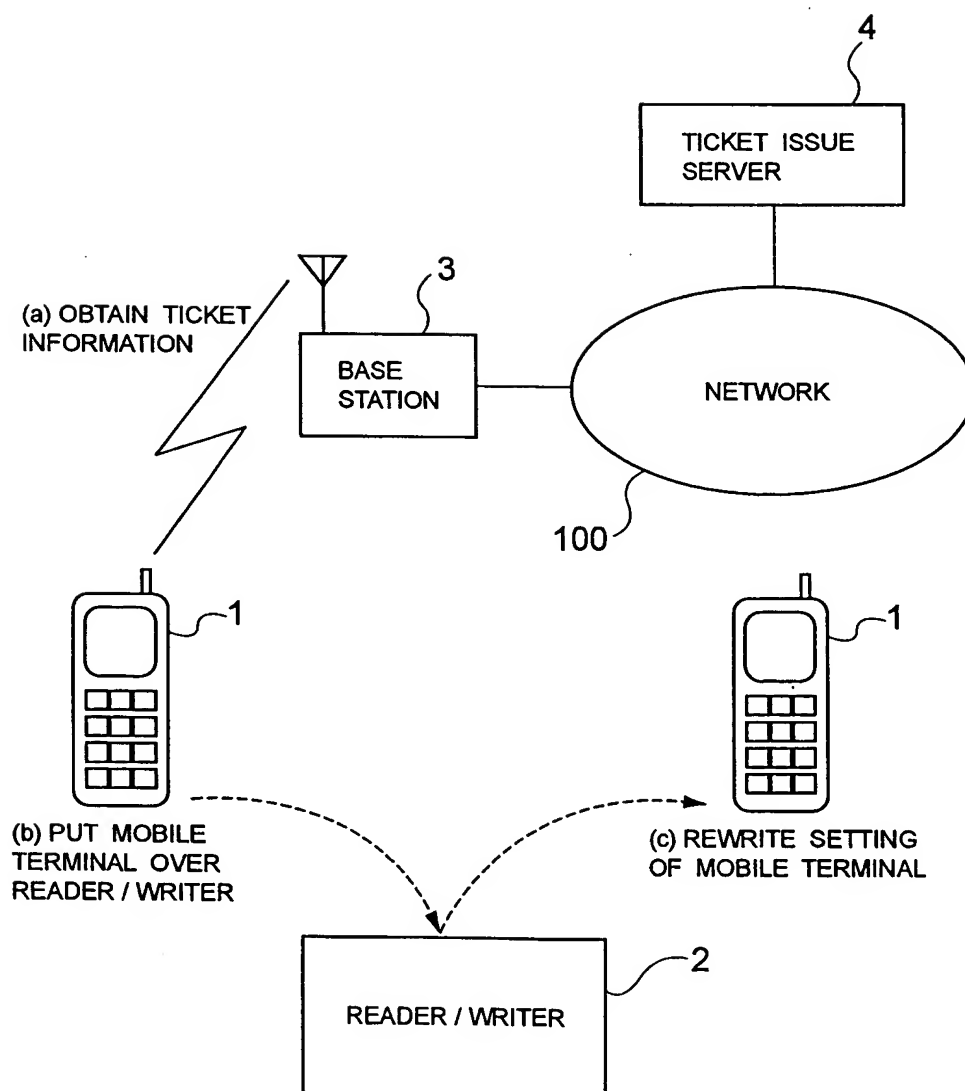 4
TICKET ISSUE
SERVER
3
(a) OBTAIN TICKET
INFORMATION
BASE
STATION
NETWORK
100
1
1
(b) PUT MOBILE
TERMINAL OVER
READER / WRITER
(c) REWRITE SETTING
OF MOBILE TERMINAL
2
READER / WRITER